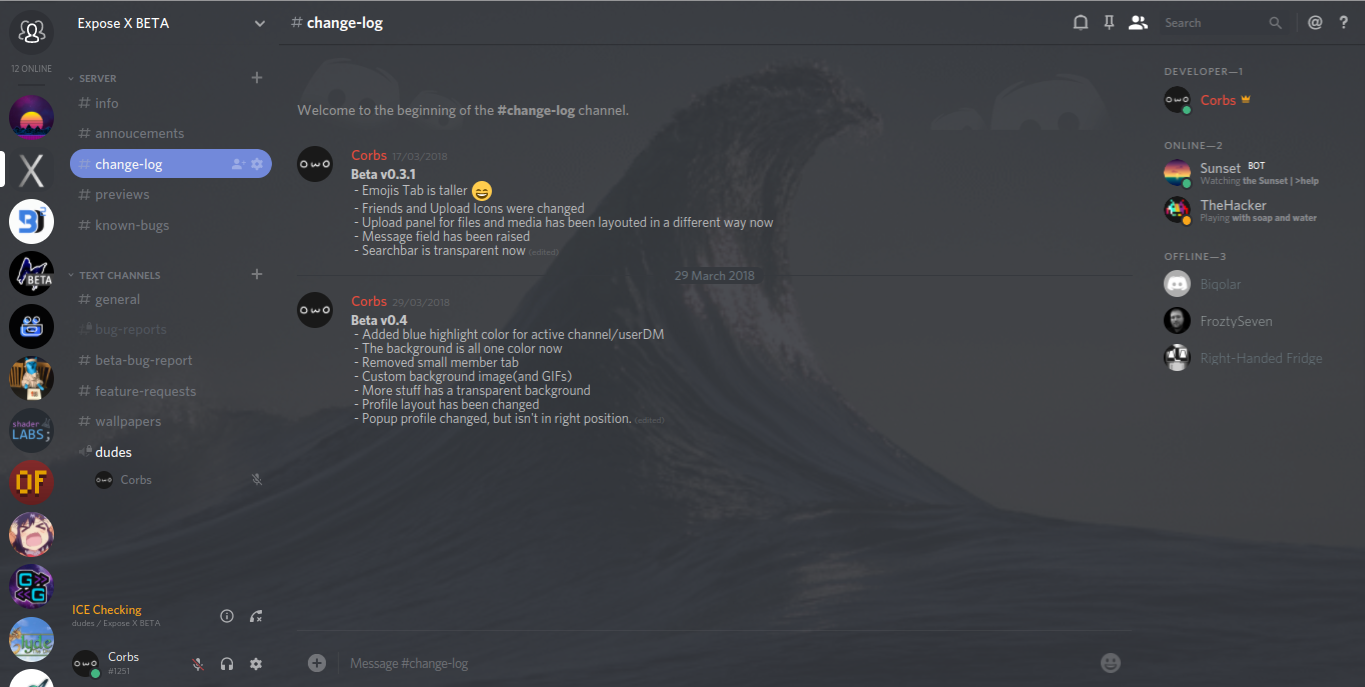 Expose X BETA
# change-log
Search
@
?
12 ONLINE
SERVER
# info
# annoucements
# change-log
# previews
# known-bugs
TEXT CHANNELS
# general
bug-reports
# beta-bug-report
# feature-requests
# wallpapers
dudes
Corbs
X
BETA
shader
LABS;
OF
G
G
ICE Checking
dudes / Expose X BETA
Corbs
#1251
Welcome to the beginning of the #change-log channel.
Corbs 17/03/2018
Beta v0.3.1
- Emojis Tab is taller 😄
- Friends and Upload Icons were changed
- Upload panel for files and media has been layouted in a different way now
- Message field has been raised
- Searchbar is transparent now (edited)
29 March 2018
Corbs 29/03/2018
Beta v0.4
- Added blue highlight color for active channel/userDM
- The background is all one color now
- Removed small member tab
- Custom background image(and GIFs)
- More stuff has a transparent background
- Profile layout has been changed
- Popup profile changed, but isn't in right position. (edited)
Message #change-log
DEVELOPER—1
Corbs
ONLINE—2
Sunset BOT
Watching the Sunset | >help
TheHacker
Playing with soap and water
OFFLINE—3
Biqolar
FroztySeven
Right-Handed Fridge